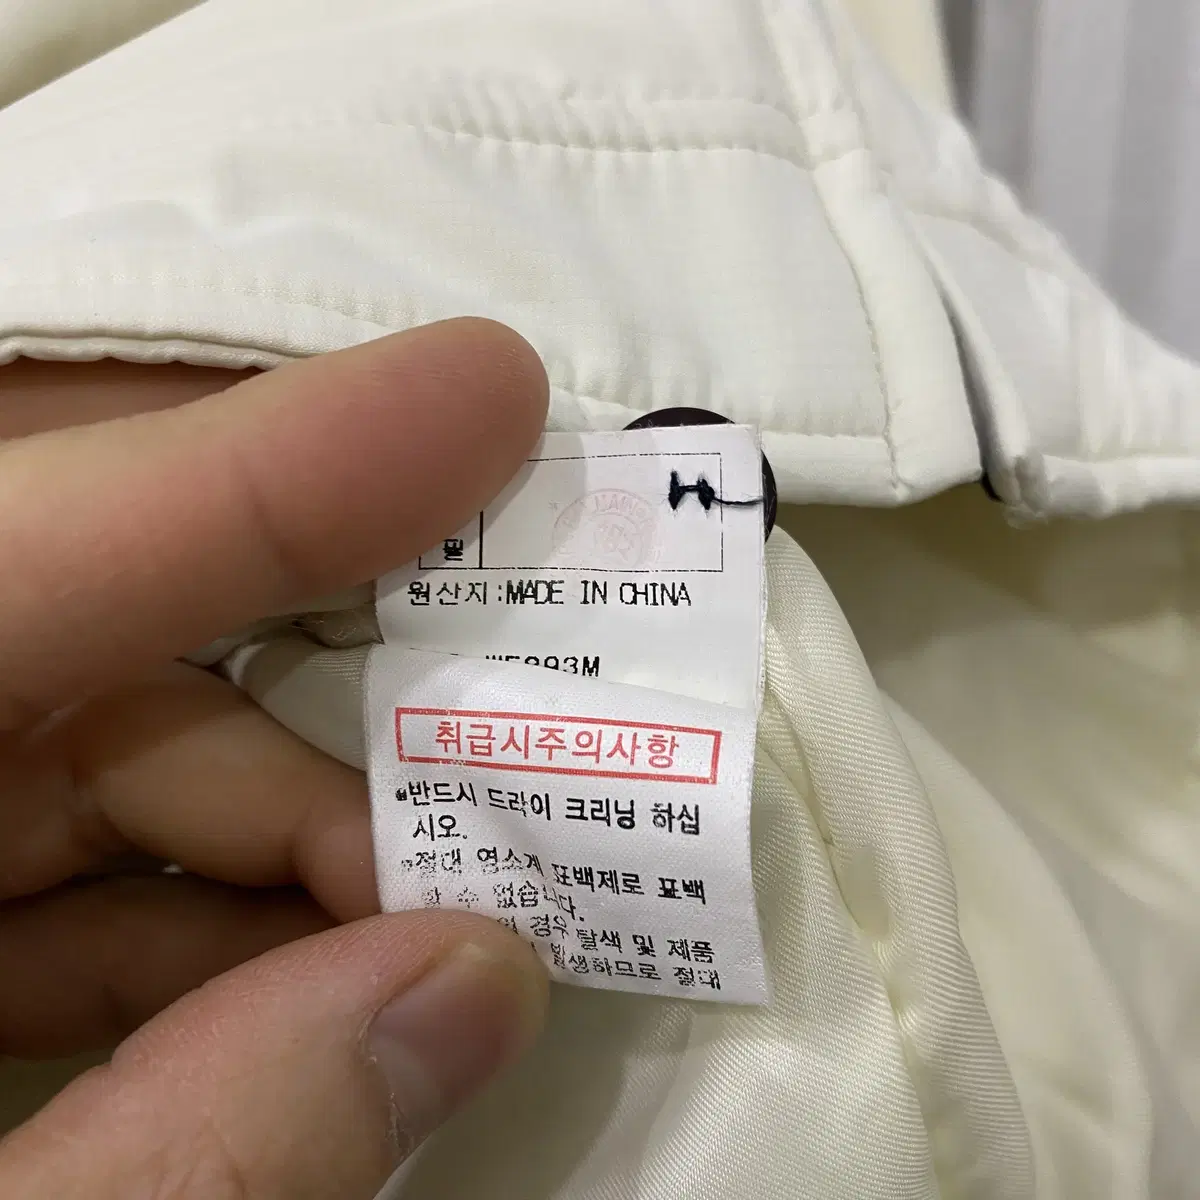 원산지:MADE IN CHINA
취급시주의사항
반드시 드라이 크리닝 하십
시오.
절대 염소계 표백제로 표백
할 수 없습니다.
경우 탈색 및 제품
발생하므로 절대